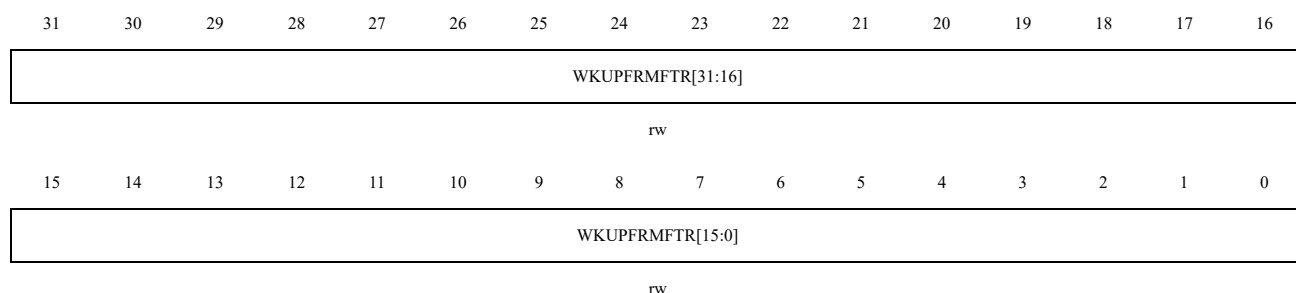 31 30 29 28 27 26 25 24 23 22 21 20 19 18 17 16
WKUPFRMFTR[31:16]
rw
15 14 13 12 11 10 9 8 7 6 5 4 3 2 1 0
WKUPFRMFTR[15:0]
rw